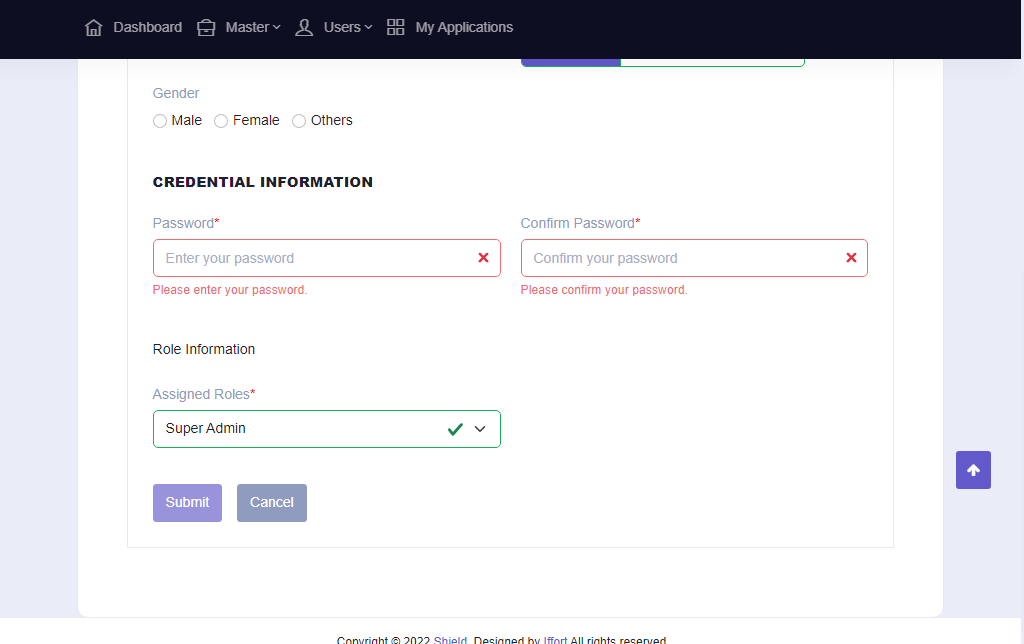 Dashboard Master Users My Applications
Gender
Male Female Others
CREDENTIAL INFORMATION
Password* Confirm Password*
Enter your password Confirm your password
Please enter your password. Please confirm your password.
Role Information
Assigned Roles*
Super Admin
Submit Cancel
Copyright © 2022 Shield. Designed by Iffort All rights reserved.